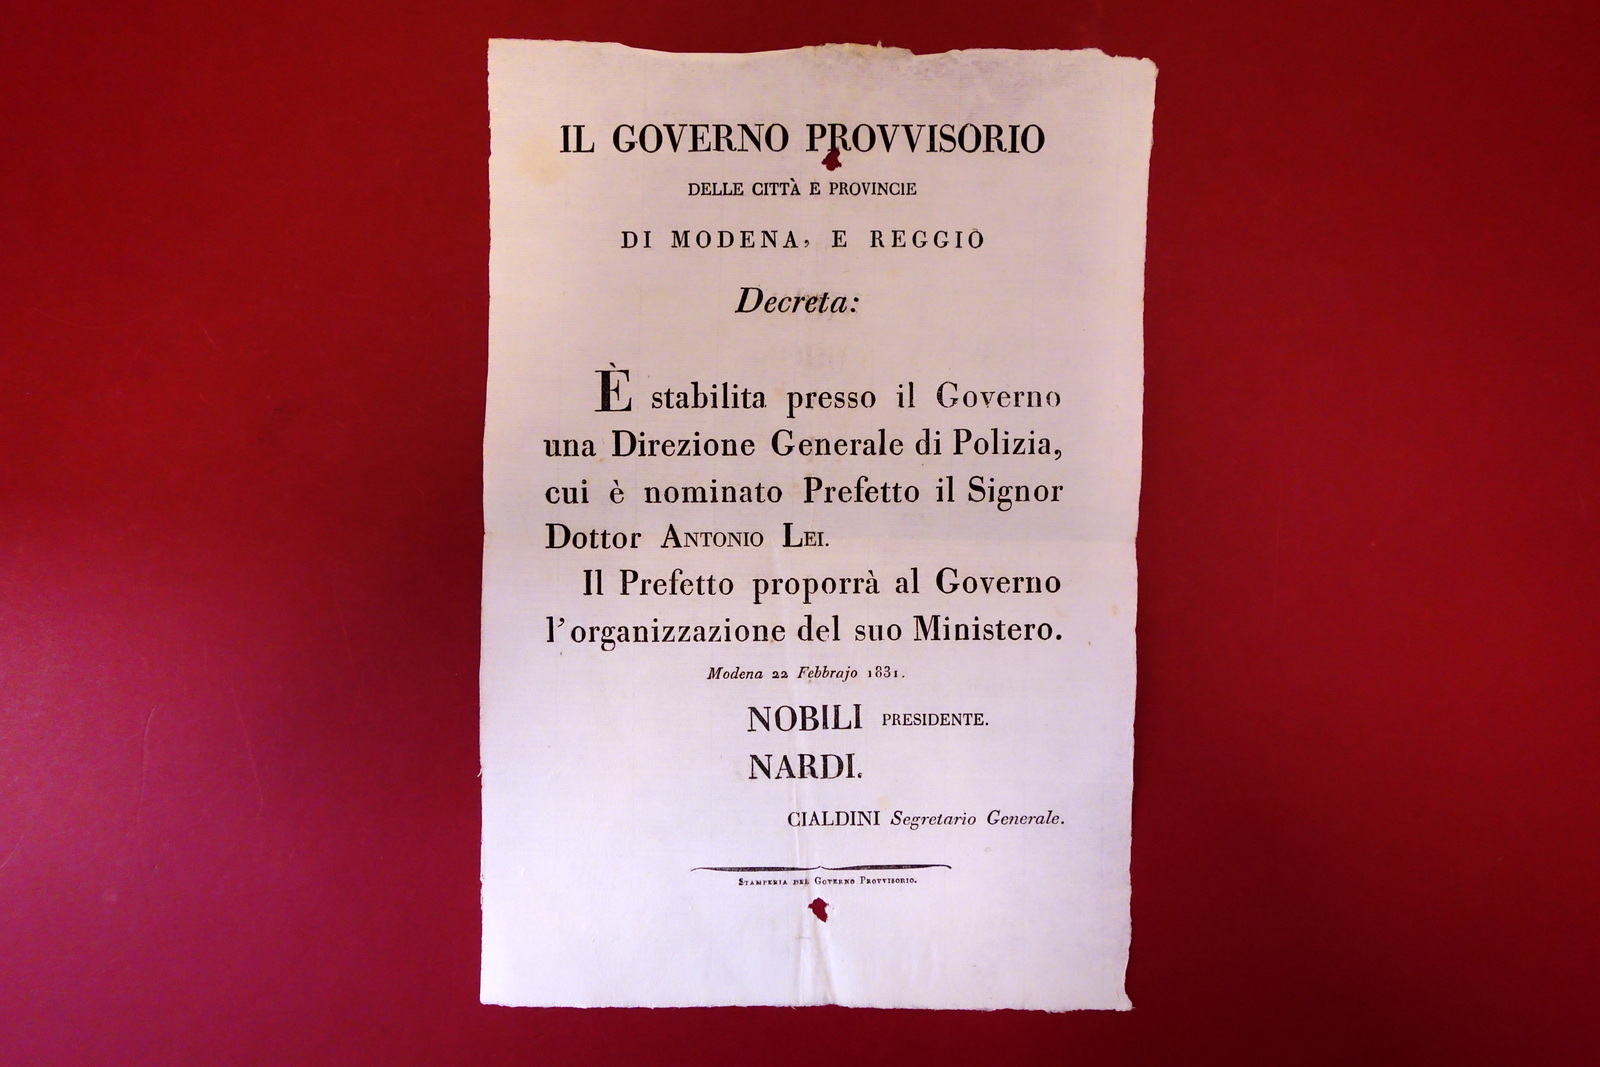 IL GOVERNO PROVVISORIO
DELLE CITTÀ E PROVINCIE
DI MODENA, E REGGIO
Decreta:
È stabilita presso il Governo
una Direzione Generale di Polizia,
cui è nominato Prefetto il Signor
Dottor ANTONIO LEI.
Il Prefetto proporrà al Governo
l'organizzazione del suo Ministero.
Modena 22 Febbrajo 1831.
NOBILI PRESIDENTE.
NARDI.
CIALDINI Segretario Generale.
STAMPERIA DEL GOVERNO PROVVISORIO.